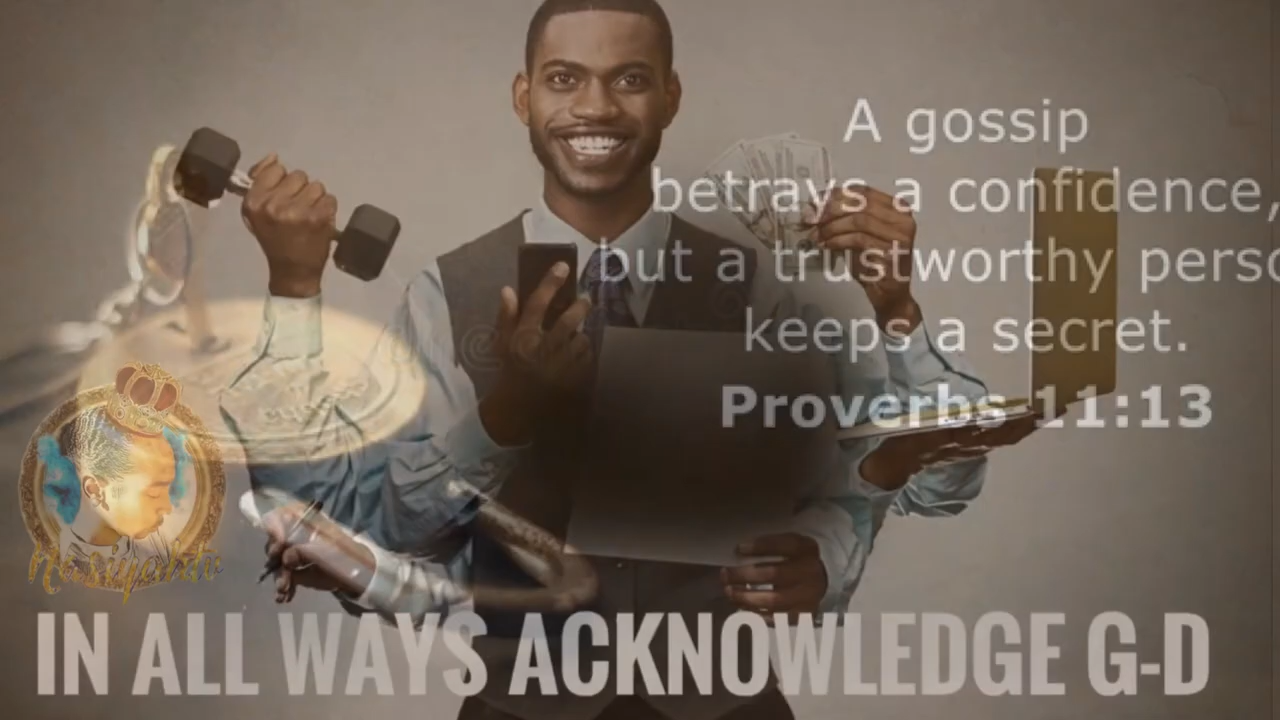 A gossip
betrays a confidence,
but a trustworthy perso
keeps a secret.
Proverbs 11:13
IN ALL WAYS ACKNOWLEDGE G-D